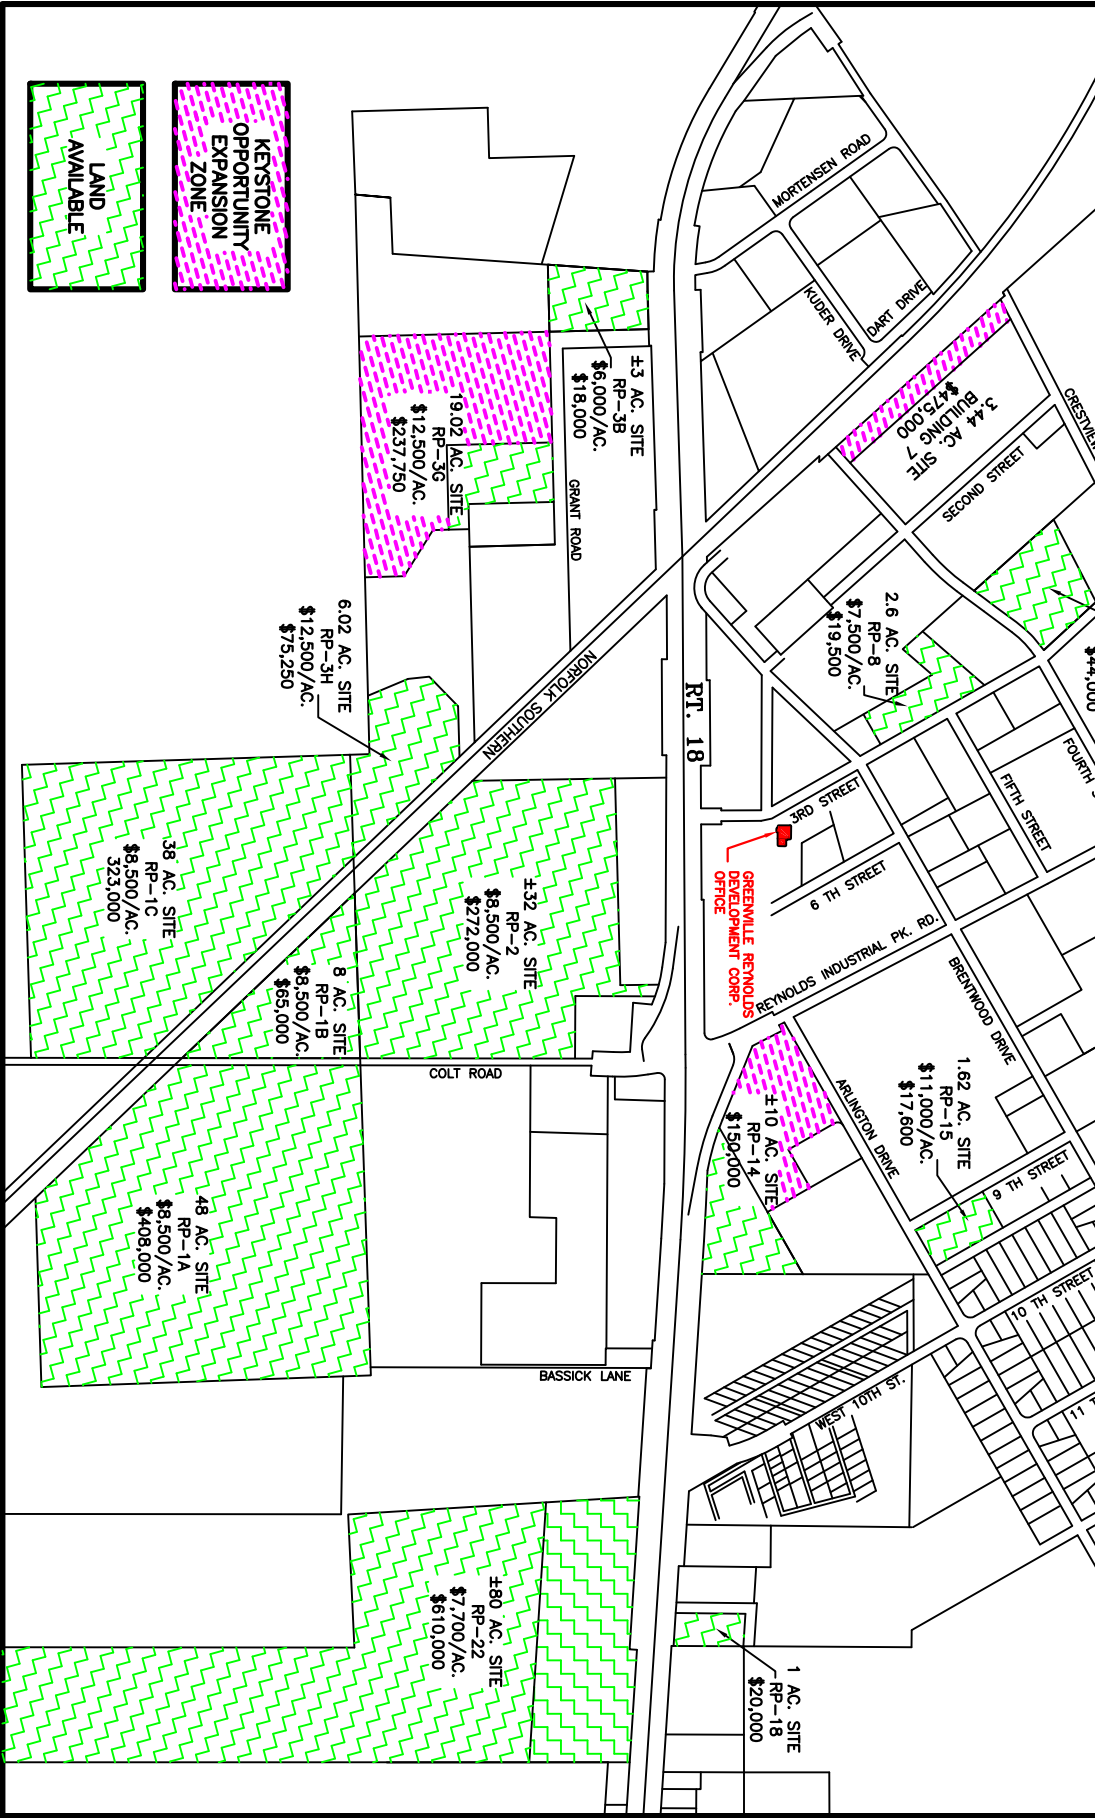 KEYSTONE
OPPORTUNITY
EXPANSION
ZONE
LAND
AVAILABLE
MORTENSEN ROAD
KUDER DRIVE
DART DRIVE
3.44 AC. SITE
BUILDING 7
$475,000
CRESTVIEW
SECOND STREET
$44,000
±3 AC. SITE
RP-3B
$6,000/AC.
$18,000
19.02 AC. SITE
RP-3G
$12,500/AC.
$237,750
GRANT ROAD
6.02 AC. SITE
RP-3H
$12,500/AC.
$75,250
NORFOLK SOUTHERN
RT. 18
2.6 AC. SITE
RP-8
$7,500/AC.
$19,500
FOURTH
FIFTH STREET
3RD STREET
6 TH STREET
GREENVILLE REYNOLDS
DEVELOPMENT CORP.
OFFICE
REYNOLDS INDUSTRIAL PK. RD.
BRENTWOOD DRIVE
ARLINGTON DRIVE
38 AC. SITE
RP-1C
$8,500/AC.
323,000
±32 AC. SITE
RP-2
$8,500/AC.
$272,000
8 AC. SITE
RP-1B
$8,500/AC.
$65,000
COLT ROAD
±10 AC. SITE
RP-14
$150,000
1.62 AC. SITE
RP-15
$11,000/AC.
$17,600
9 TH STREET
10 TH STREET
11 T
48 AC. SITE
RP-1A
$8,500/AC.
$408,000
BASSICK LANE
WEST 10TH ST.
±80 AC. SITE
RP-22
$7,700/AC.
$610,000
1 AC. SITE
RP-18
$20,000